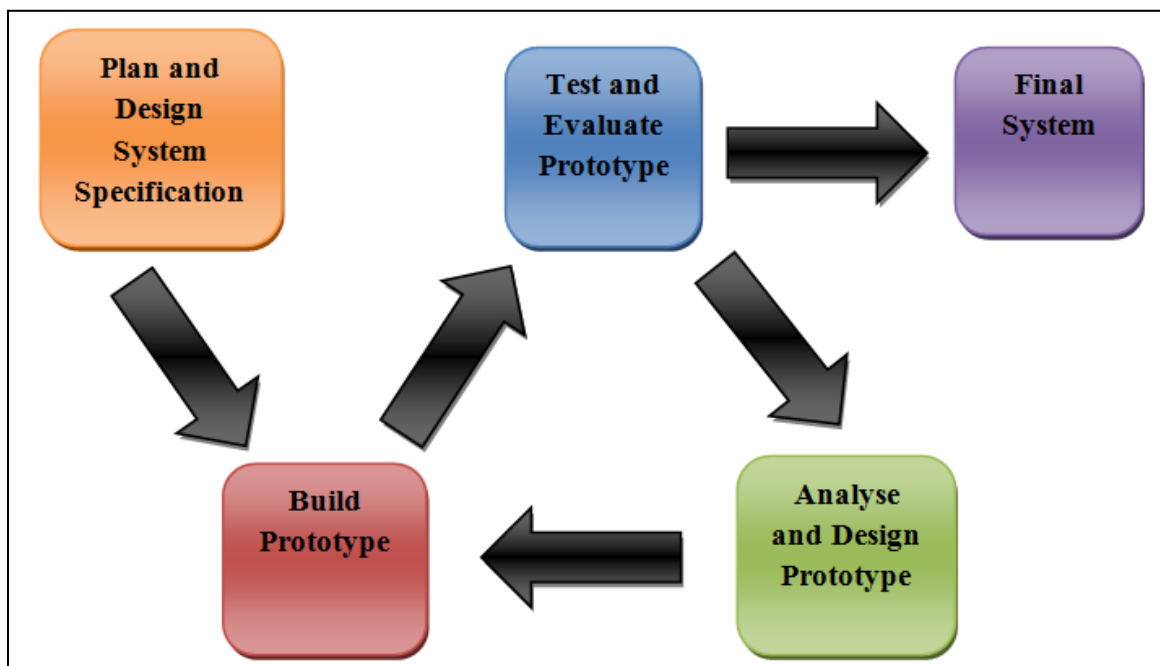 Plan and
Design
System
Specification
Test and
Evaluate
Prototype
Final
System
Build
Prototype
Analyse
and Design
Prototype